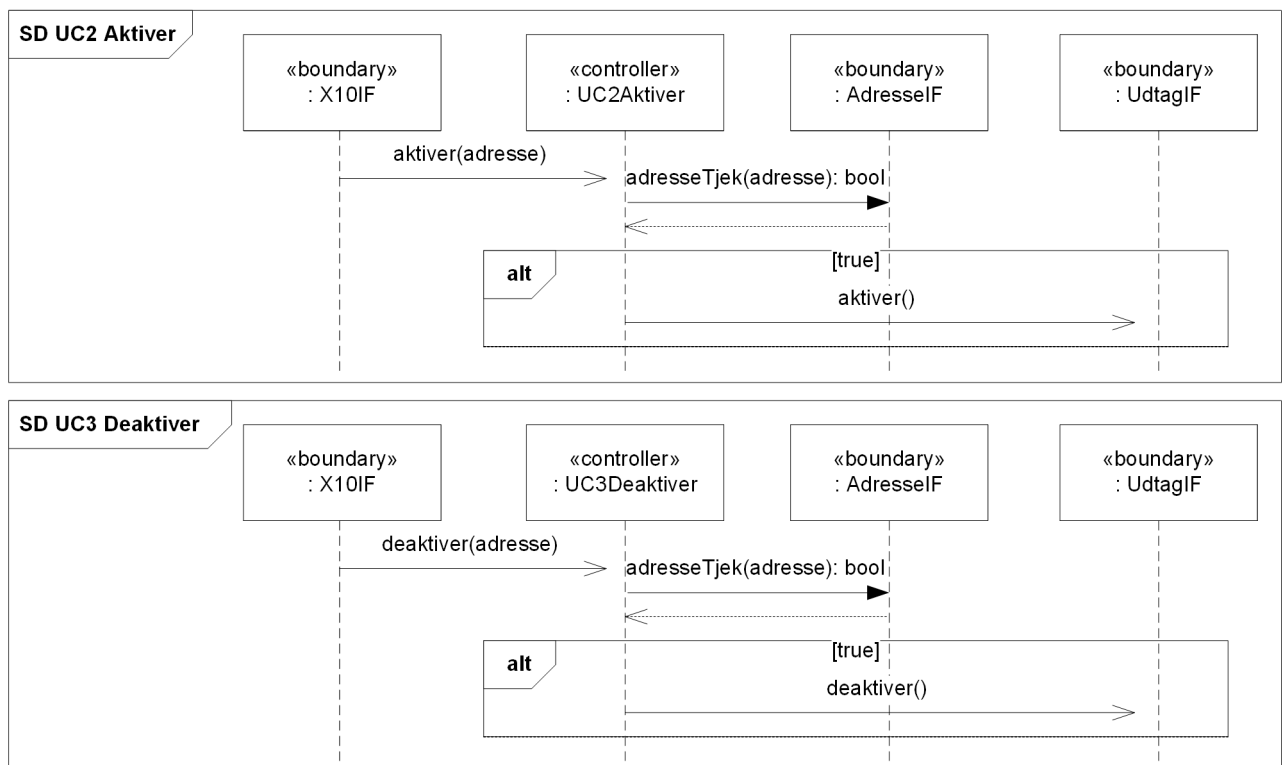 SD UC2 Aktiver
«boundary»
: X10IF
«controller»
: UC2Aktiver
«boundary»
: AdresseIF
«boundary»
: UdtagIF
aktiver(adresse)
adresseTjek(adresse): bool
alt
[true]
aktiver()
SD UC3 Deaktiver
«boundary»
: X10IF
«controller»
: UC3Deaktiver
«boundary»
: AdresseIF
«boundary»
: UdtagIF
deaktiver(adresse)
adresseTjek(adresse): bool
alt
[true]
deaktiver()